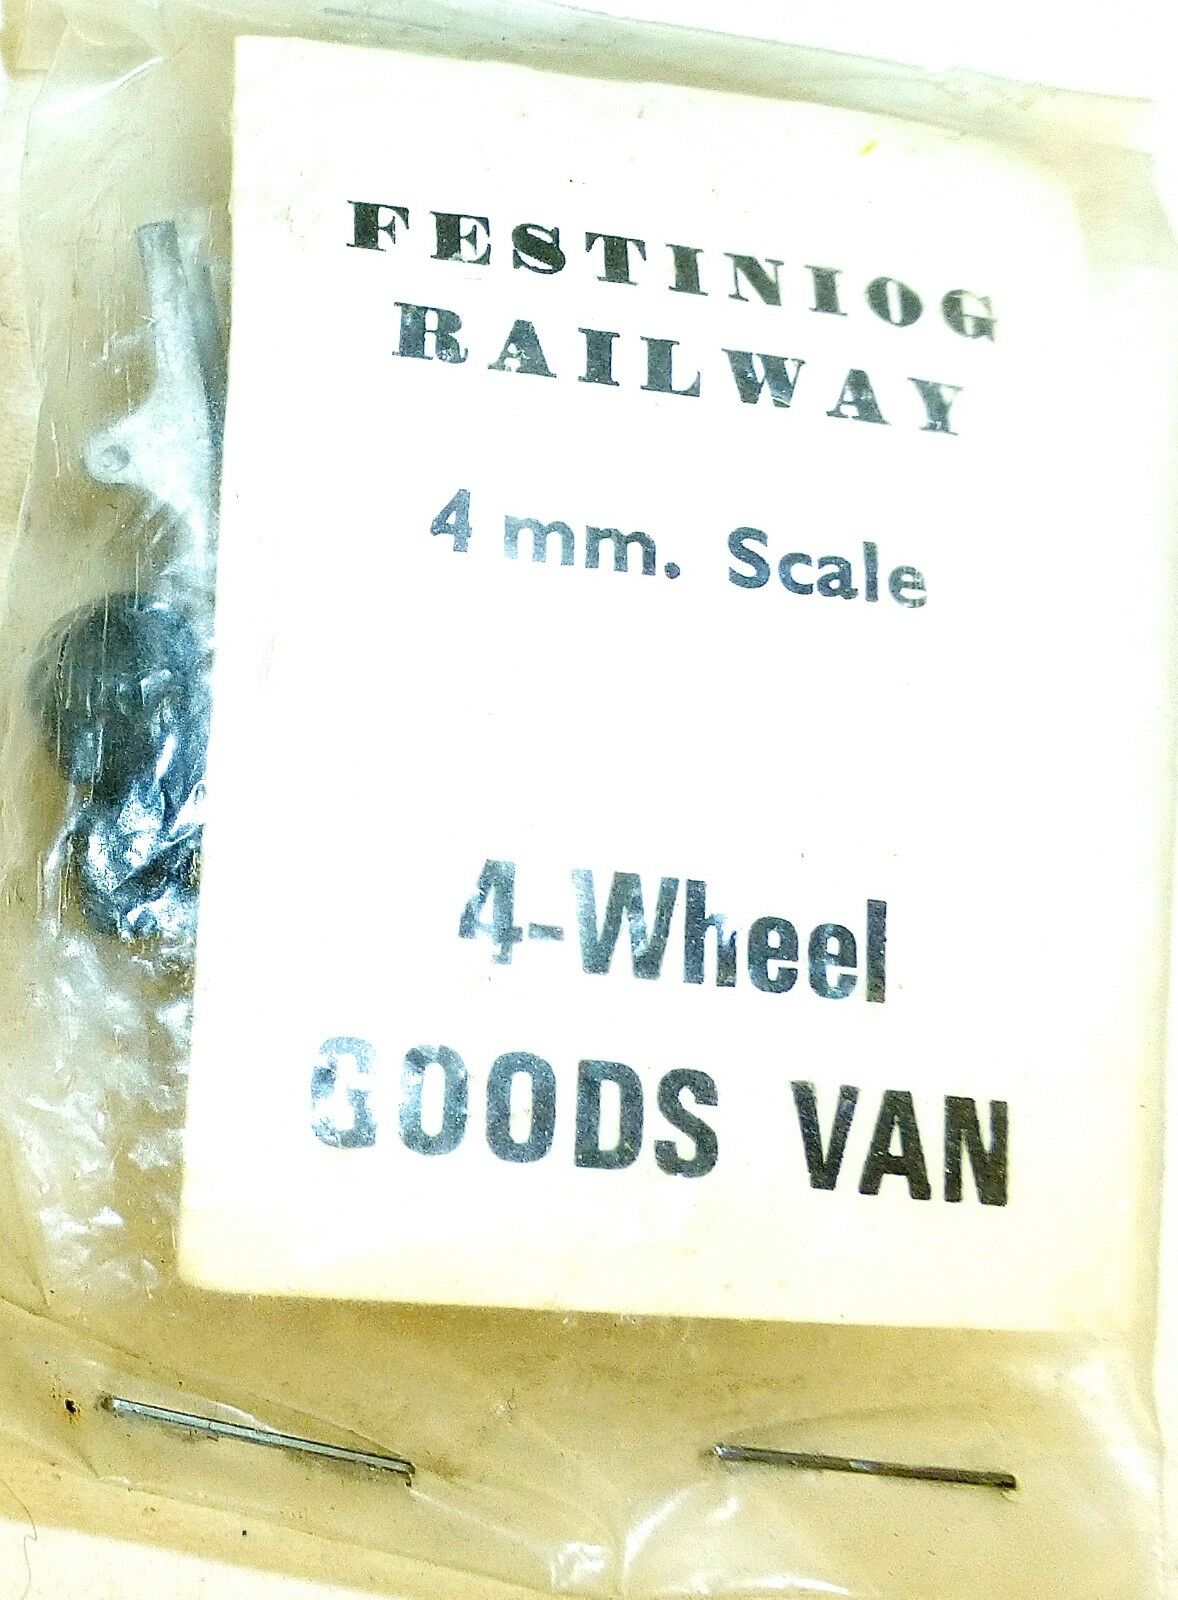 FESTINIOG
RAILWAY
4 mm. Scale
4-Wheel
GOODS VAN